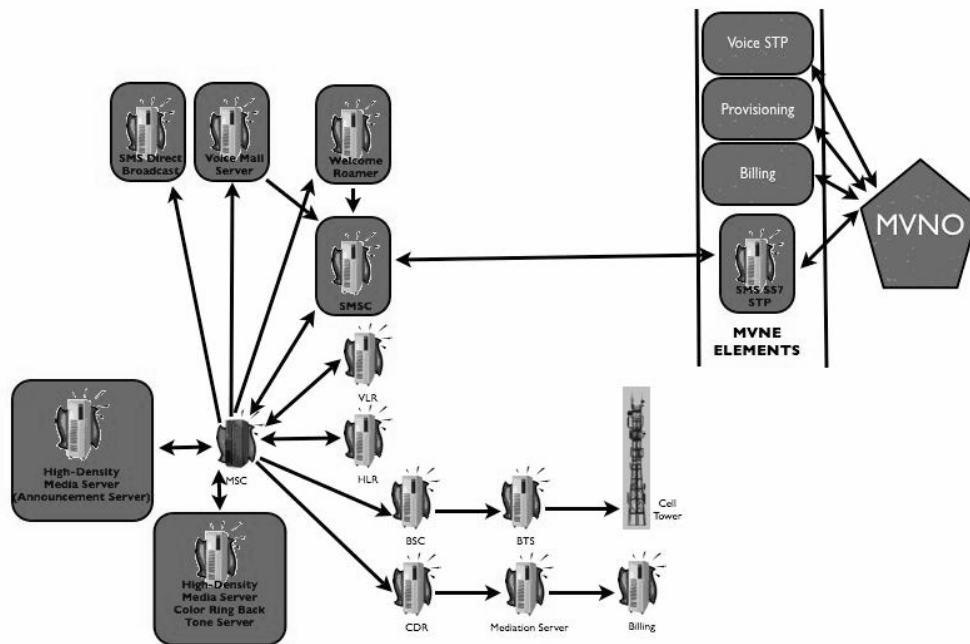 Voice STP
Provisioning
Billing
MVNO
SMS Direct
Broadcast
Voice Mail
Server
Welcome
Roamer
SMSC
SMS SS7
STP
MVNE
ELEMENTS
VLR
HLR
MSC
High-Density
Media Server
(Announcement Server)
High-Density
Media Server
Color Ring Back
Tone Server
BSC
BTS
Cell
Tower
CDR
Mediation Server
Billing